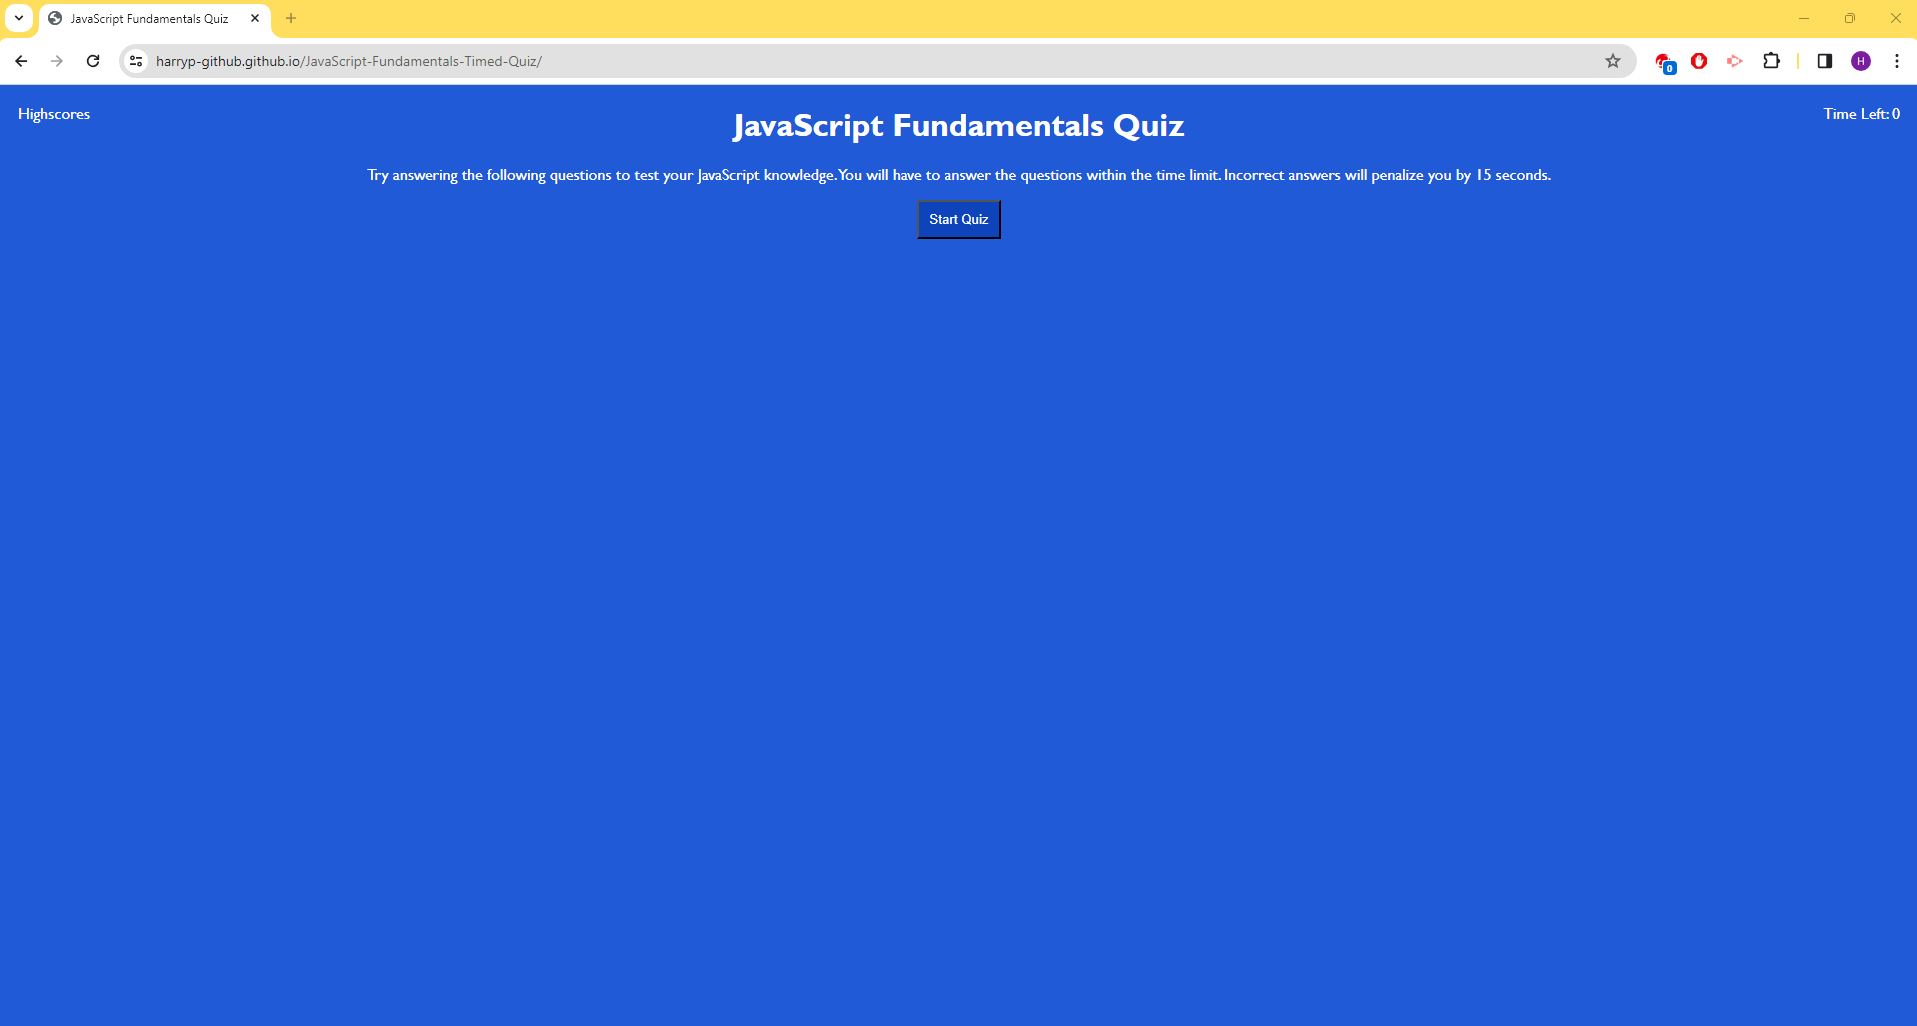 JavaScript Fundamentals Quiz
harryp-github.github.io/JavaScript-Fundamentals-Timed-Quiz/
0
H
Highscores
Time Left: 0
JavaScript Fundamentals Quiz
Try answering the following questions to test your JavaScript knowledge. You will have to answer the questions within the time limit. Incorrect answers will penalize you by 15 seconds.
Start Quiz